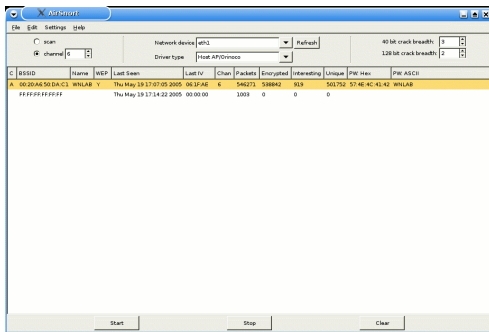 AirSnort
File Edit Settings Help
scan
channel 6
Network device eth1 Refresh
Driver type Host AP/Orinoco
40 bit crack breadth: 3
128 bit crack breadth: 2
C BSSID Name WEP Last Seen Last IV Chan Packets Encrypted Interesting Unique PW: Hex PW: ASCII
A 00:20:A6:50:DA:C1 WNLAB Y Thu May 19 17:07:05 2005 06:1F:AE 6 546271 538842 919 501752 57:4E:4C:41:42 WNLAB
FF:FF:FF:FF:FF:FF Thu May 19 17:14:22 2005 00:00:00 1003 0 0 0
Start Stop Clear